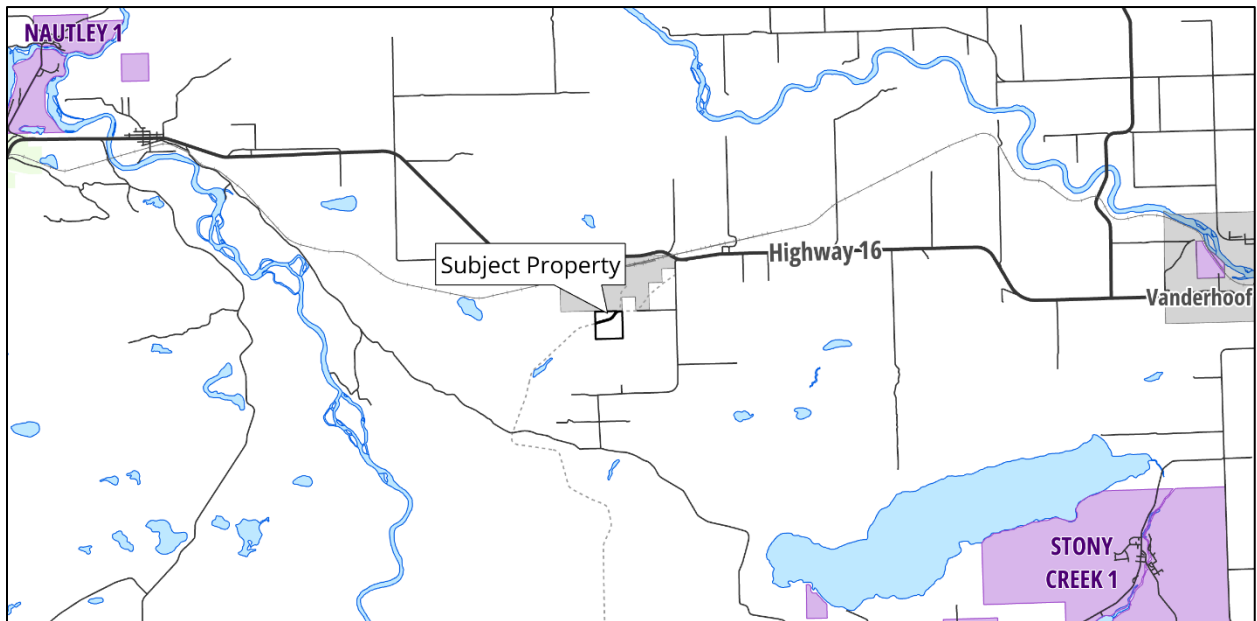 NAUTLEY 1
Subject Property
Highway 16
Vanderhoof
STONY
CREEK 1